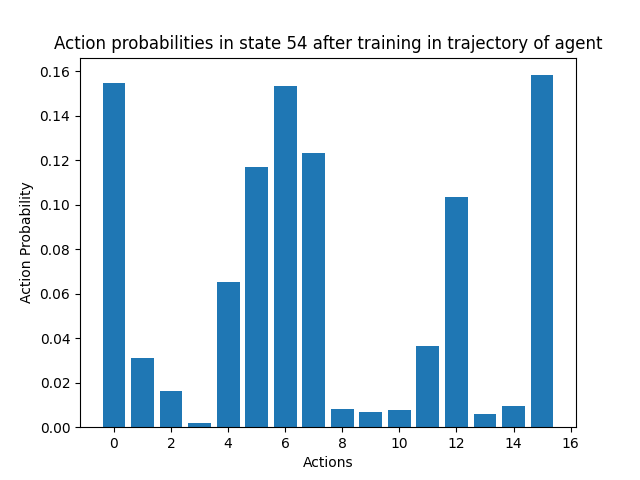 Action probabilities in state 54 after training in trajectory of agent
0.16
0.14
0.12
0.10
0.08
0.06
0.04
0.02
0.00
Action Probability
0 2 4 6 8 10 12 14 16
Actions